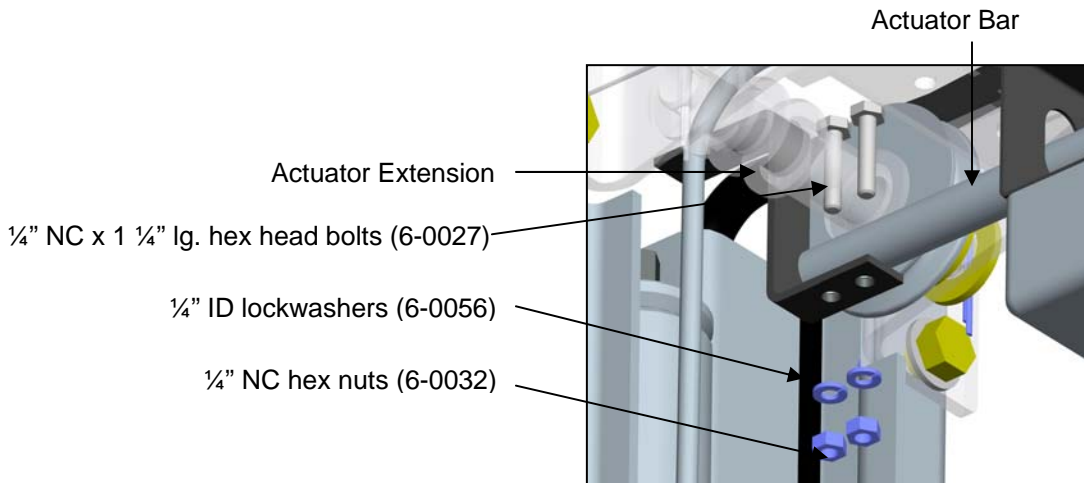 Actuator Bar
Actuator Extension
¼” NC x 1 ¼” lg. hex head bolts (6-0027)
¼” ID lockwashers (6-0056)
¼” NC hex nuts (6-0032)